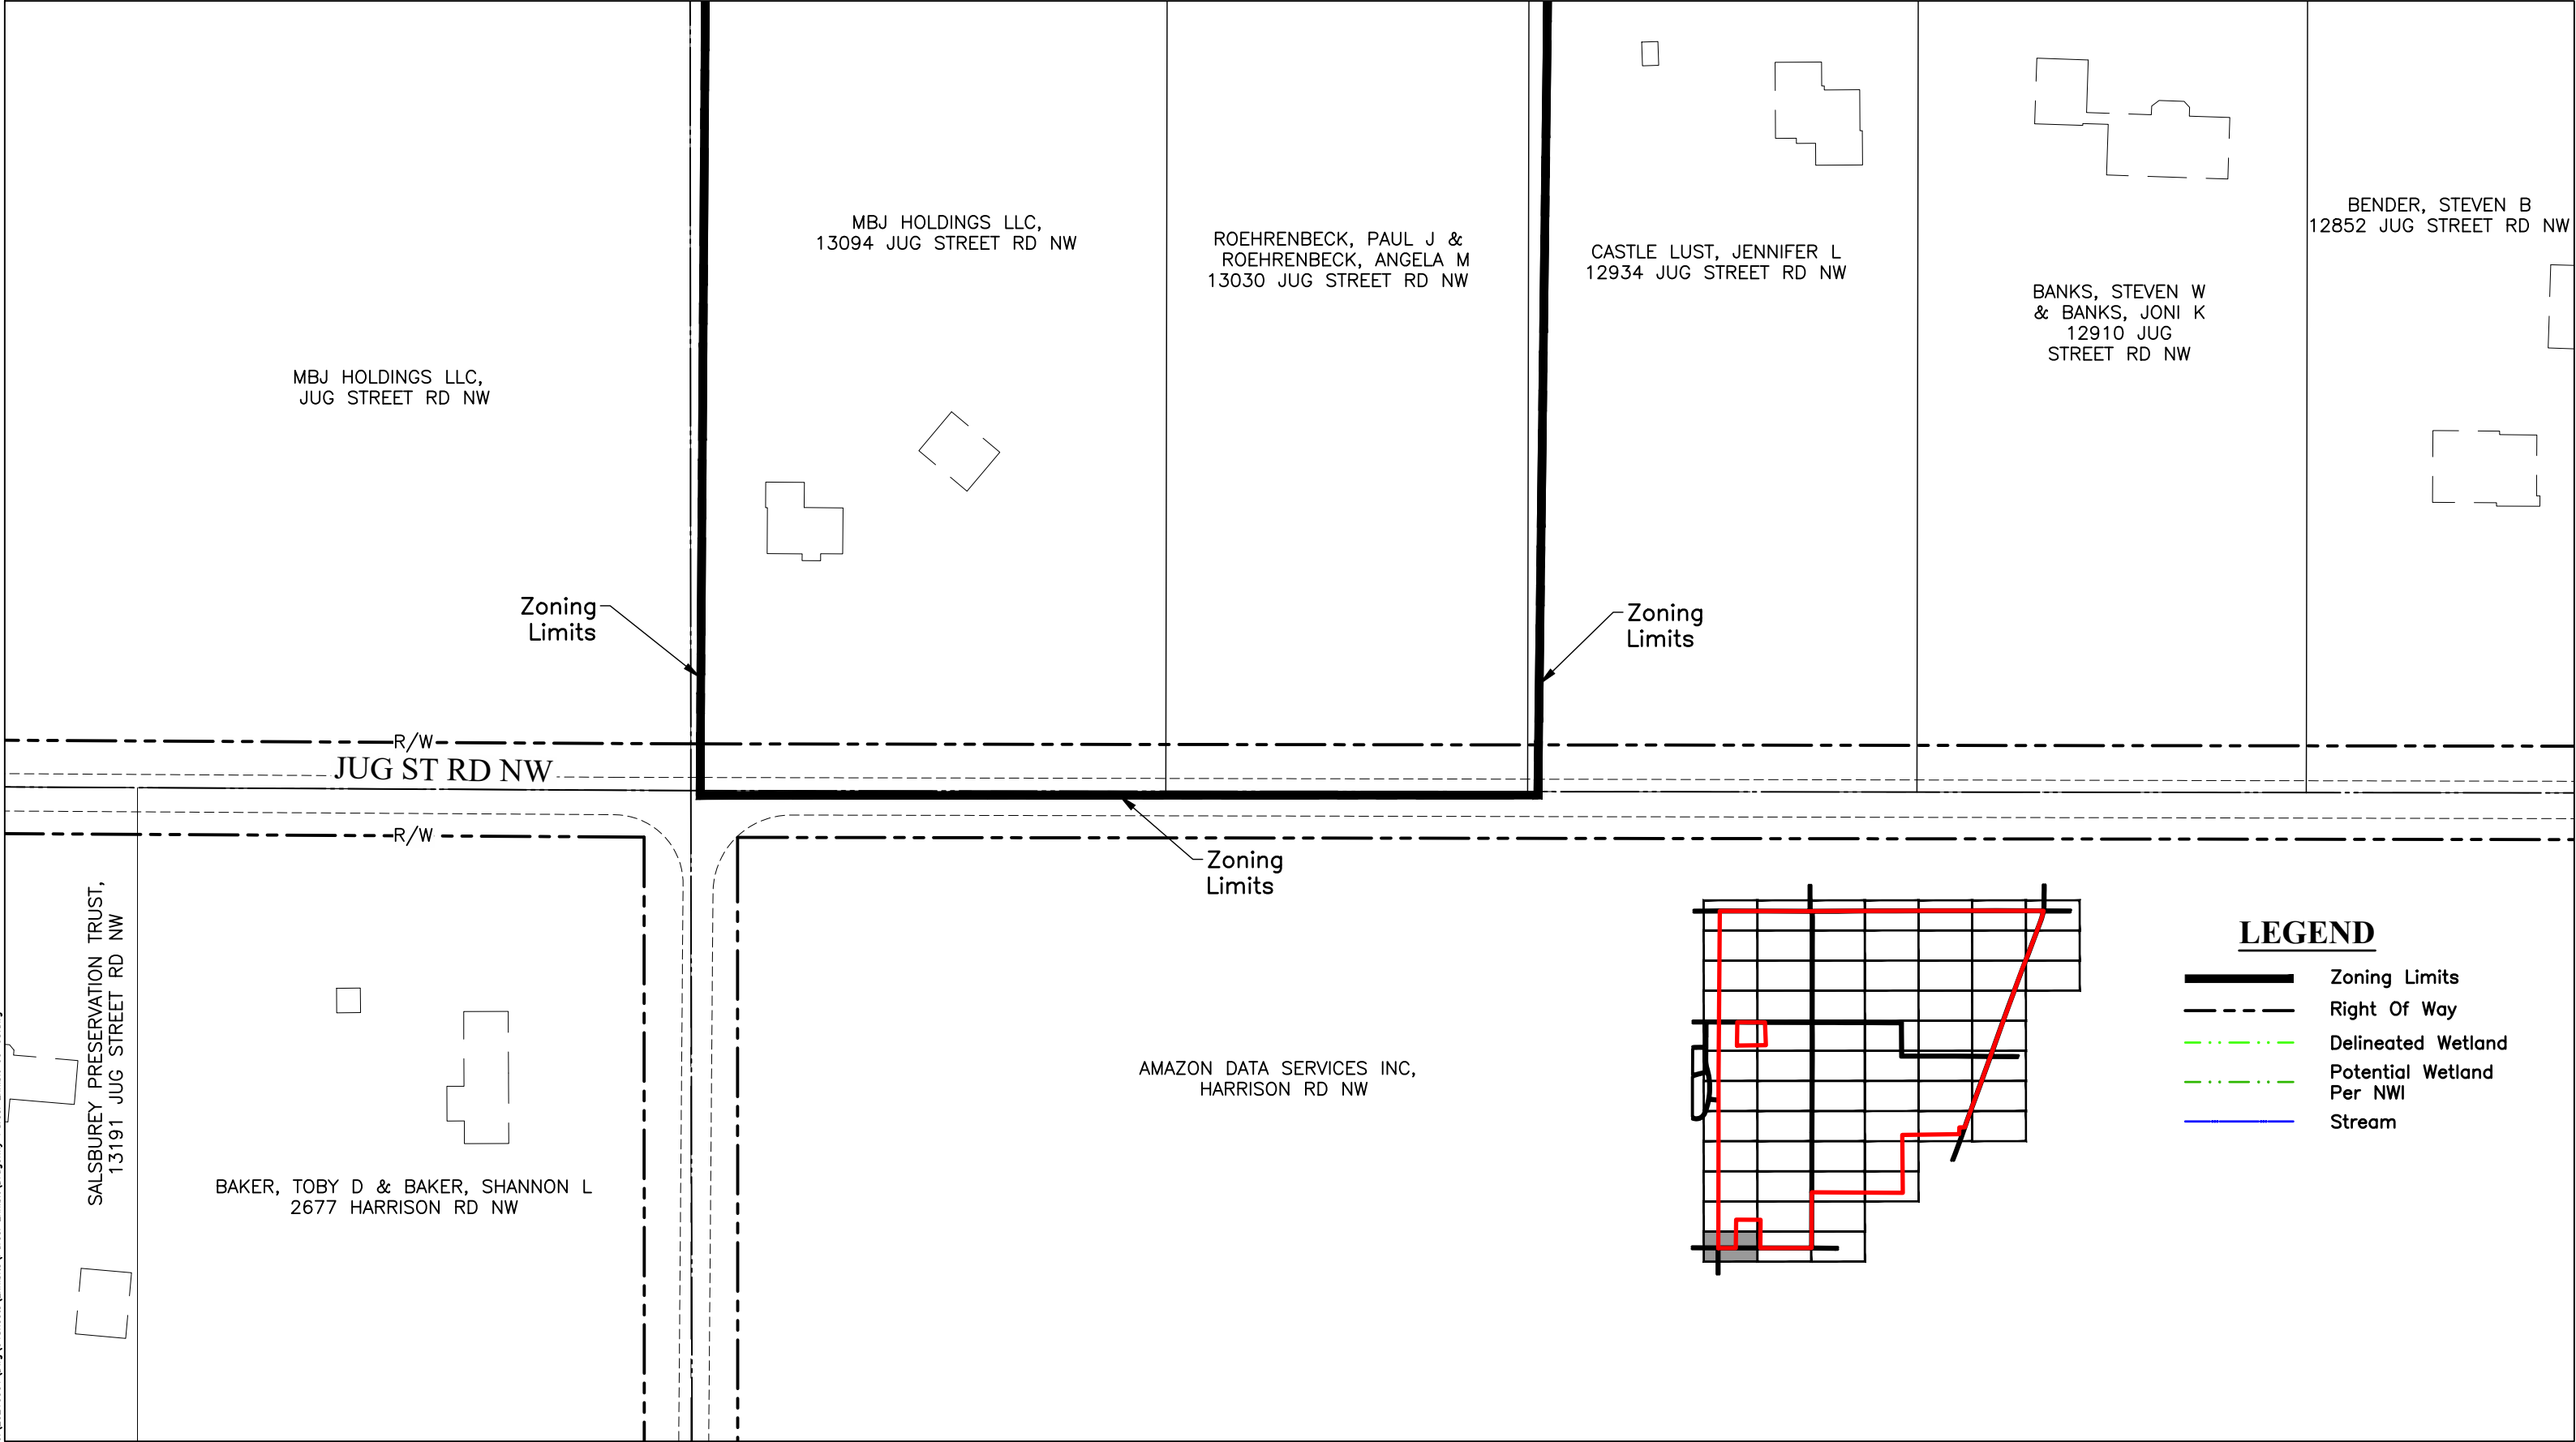 MBJ HOLDINGS LLC,
13094 JUG STREET RD NW
ROEHRENBECK, PAUL J &
ROEHRENBECK, ANGELA M
13030 JUG STREET RD NW
CASTLE LUST, JENNIFER L
12934 JUG STREET RD NW
BANKS, STEVEN W
& BANKS, JONI K
12910 JUG
STREET RD NW
BENDER, STEVEN B
12852 JUG STREET RD NW
MBJ HOLDINGS LLC,
JUG STREET RD NW
Zoning
Limits
Zoning
Limits
R/W
JUG ST RD NW
R/W
Zoning
Limits
SALSBUREY PRESERVATION TRUST,
13191 JUG STREET RD NW
BAKER, TOBY D & BAKER, SHANNON L
2677 HARRISON RD NW
AMAZON DATA SERVICES INC,
HARRISON RD NW
LEGEND
Zoning Limits
Right Of Way
Delineated Wetland
Potential Wetland
Per NWI
Stream